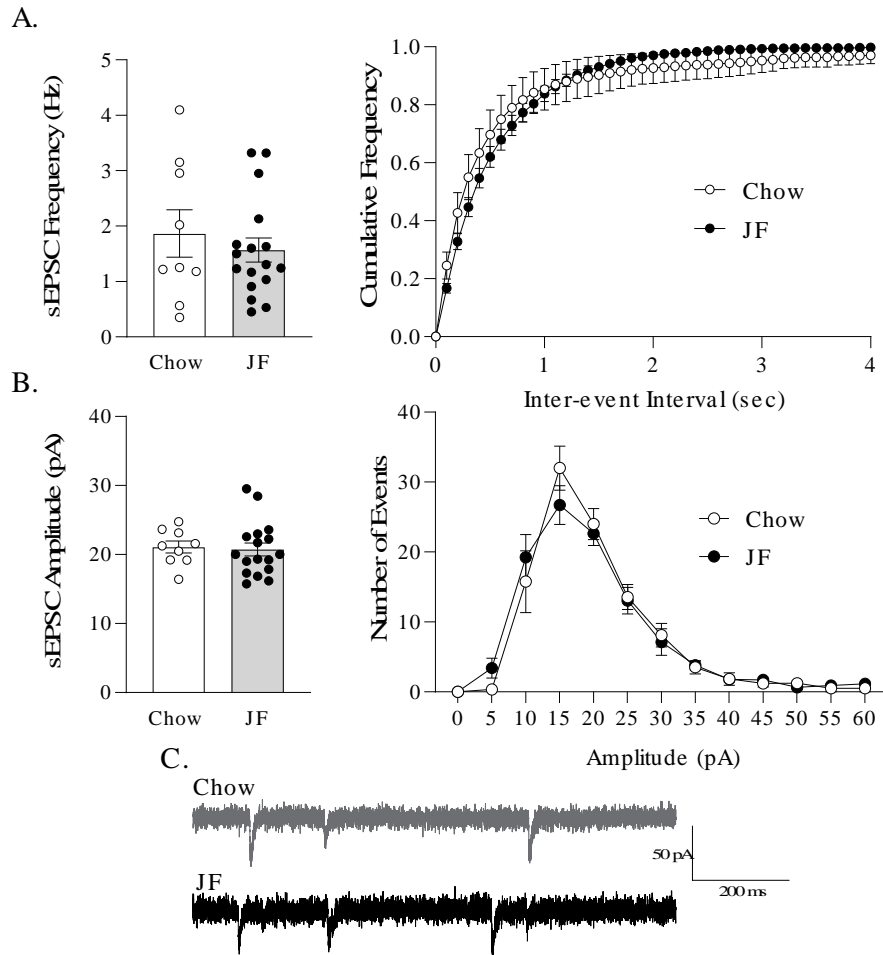 A.
sEPSC Frequency (Hz)
5
4
3
2
1
0
Chow
JF
Cumulative Frequency
1.0
0.8
0.6
0.4
0.2
0.0
0
1
2
3
4
Inter-event Interval (sec)
Chow
JF
B.
sEPSC Amplitude (pA)
40
30
20
10
0
Chow
JF
Number of Events
40
30
20
10
0
0 5 10 15 20 25 30 35 40 45 50 55 60
Amplitude (pA)
Chow
JF
C.
Chow
JF
50 pA
200 ms